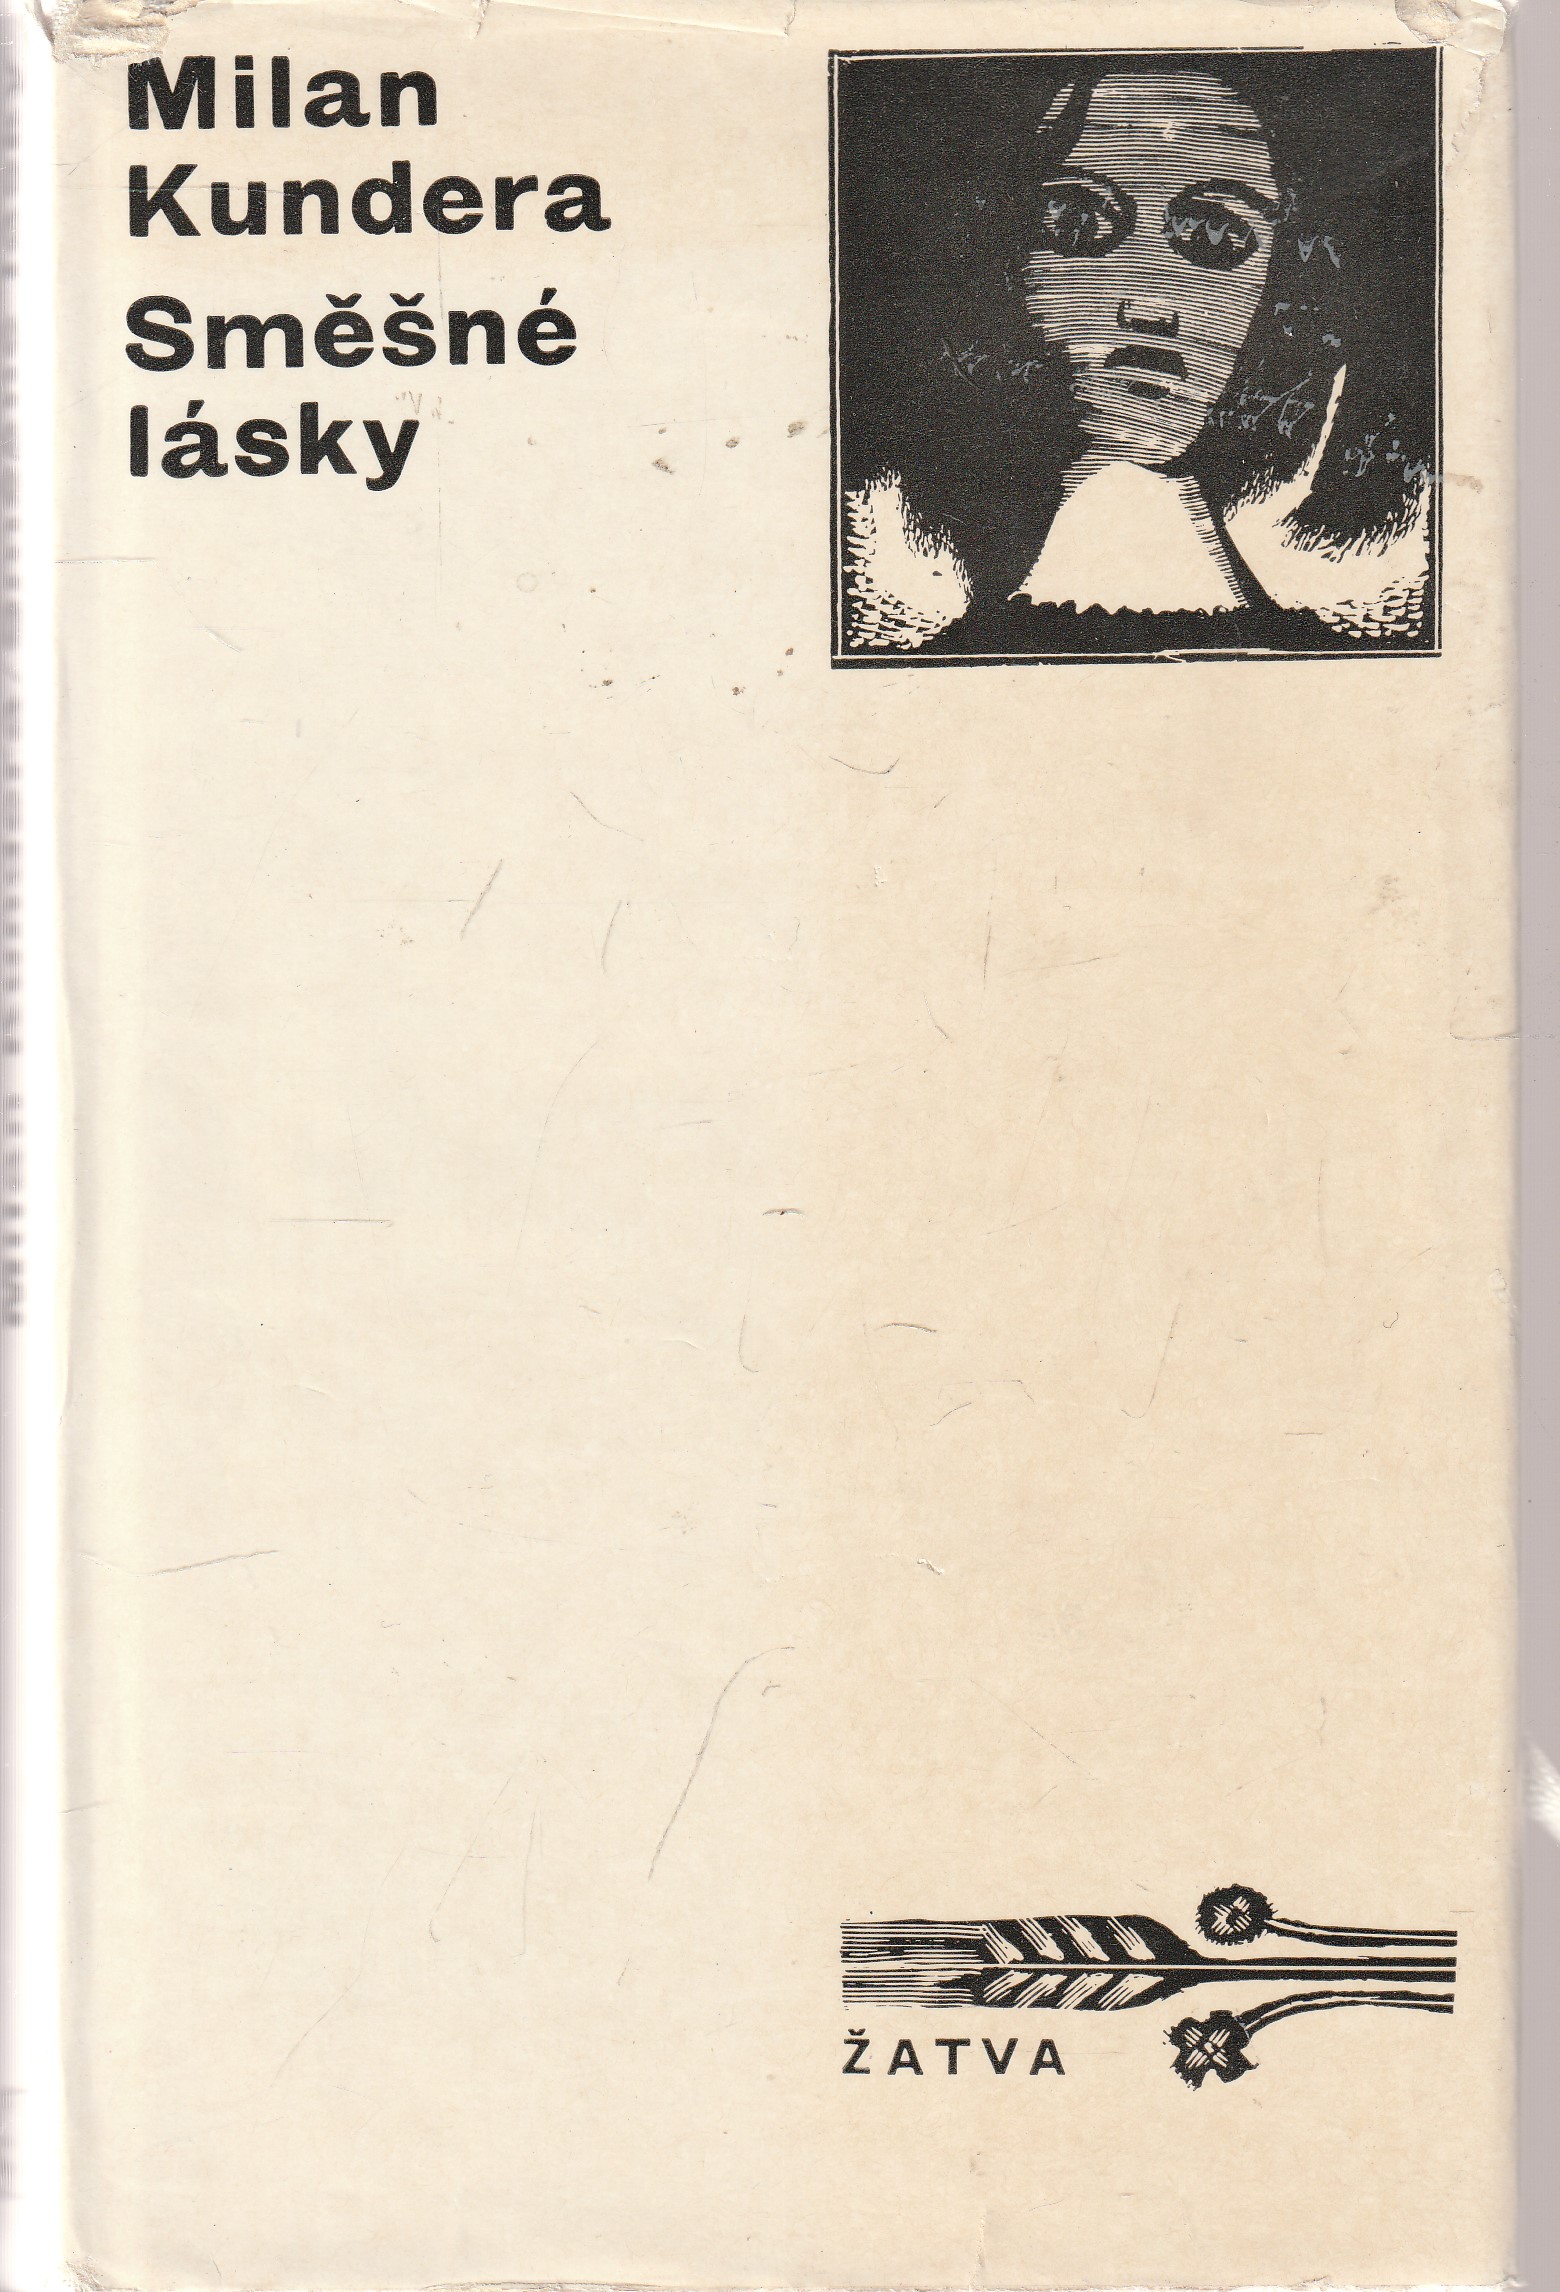 Milan
Kundera
Směšné
lásky
ŽATVA